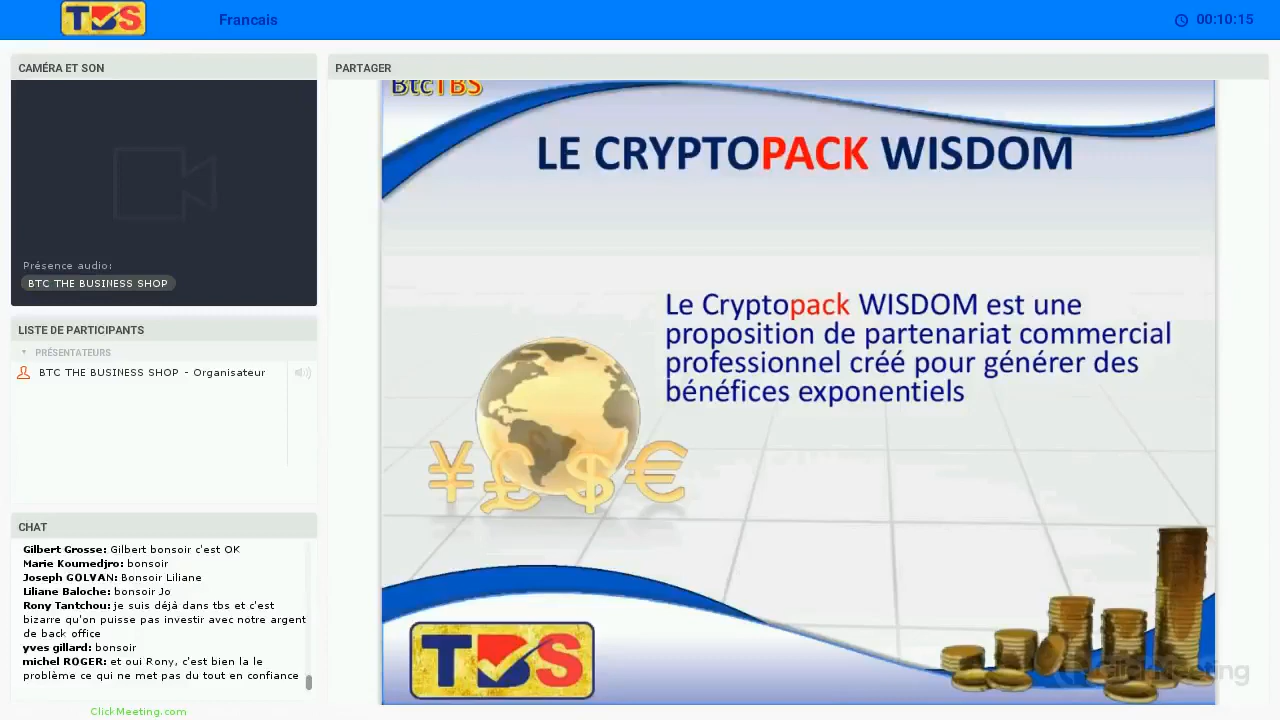 TBS
Francais
00:10:15
CAMÉRA ET SON
Présence audio:
BTC THE BUSINESS SHOP
LISTE DE PARTICIPANTS
PRÉSENTATEURS
BTC THE BUSINESS SHOP - Organisateur
CHAT
Gilbert Grosse: Gilbert bonsoir c'est OK
Marie Koumedjro: bonsoir
Joseph GOLVAN: Bonsoir Liliane
Liliane Baloche: bonsoir Jo
Rony Tantchou: je suis déjà dans tbs et c'est
bizarre qu'on puisse pas investir avec notre argent
de back office
yves gillard: bonsoir
michel ROGER: et oui Rony, c'est bien la le
problème ce qui ne met pas du tout en confiance
ClickMeeting.com
PARTAGER
BtcTBS
LE CRYPTOPACK WISDOM
Le Cryptopack WISDOM est une
proposition de partenariat commercial
professionnel créé pour générer des
bénéfices exponentiels
¥ £ $ €
TBS
ClickMeeting